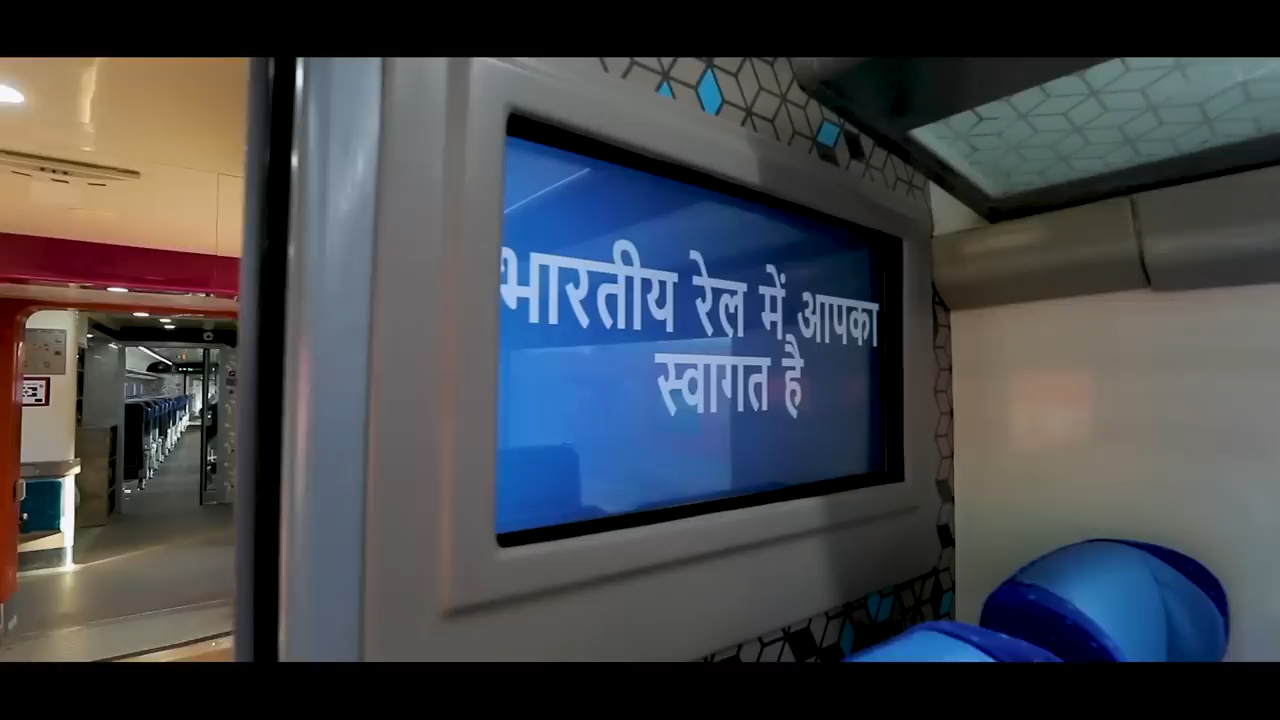 भारतीय रेल में आपका
स्वागत है